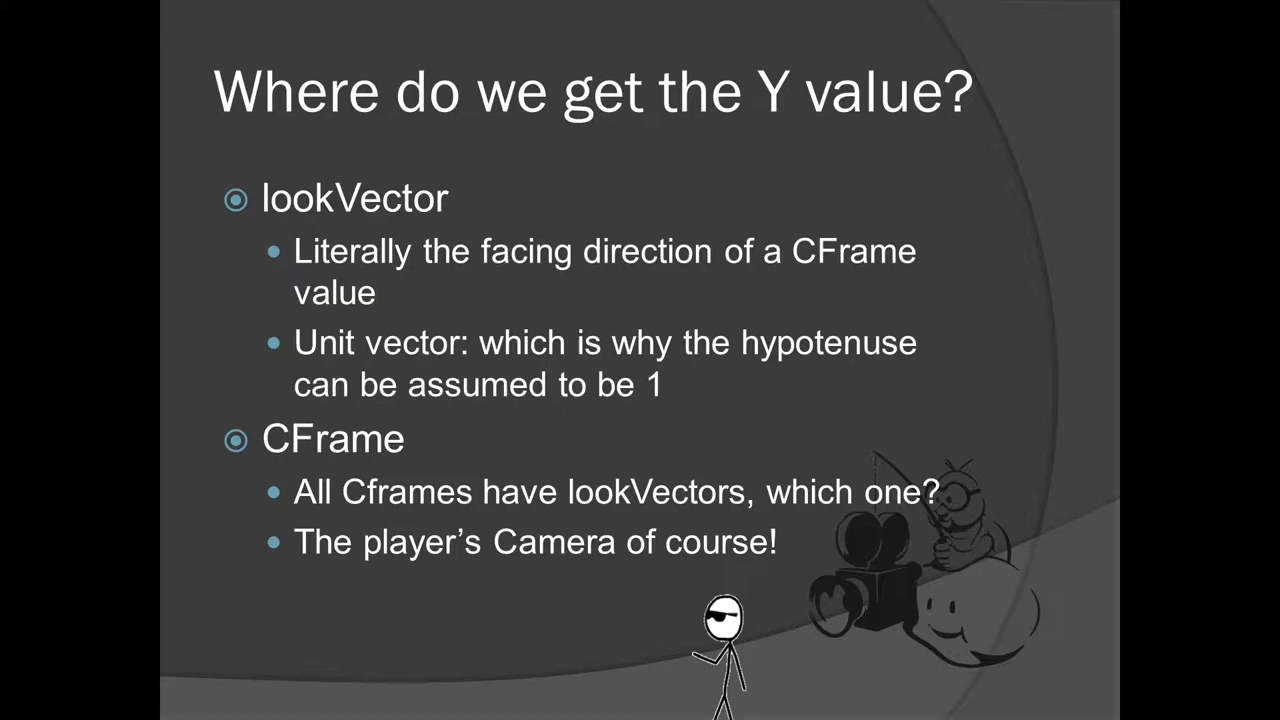 Where do we get the Y value?
lookVector
Literally the facing direction of a CFrame
value
Unit vector: which is why the hypotenuse
can be assumed to be 1
CFrame
All Cframes have lookVectors, which one?
The player's Camera of course!